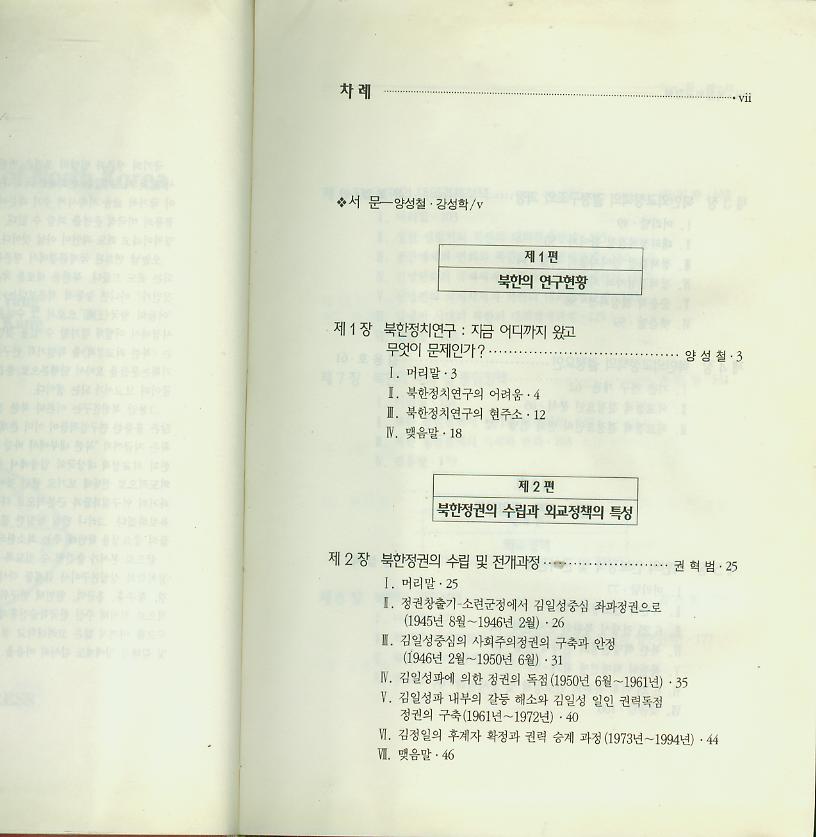 차 례 vii
❖서 문—양성철·강성학/v
제 1 편
북한의 연구현황
제 1 장 북한정치연구 : 지금 어디까지 왔고
무엇이 문제인가? 양 성 철·3
Ⅰ. 머리말·3
Ⅱ. 북한정치연구의 어려움·4
Ⅲ. 북한정치연구의 현주소·12
Ⅳ. 맺음말·18
제 2 편
북한정권의 수립과 외교정책의 특성
제 2 장 북한정권의 수립 및 전개과정 권 혁 범·25
Ⅰ. 머리말·25
Ⅱ. 정권창출기-소련군정에서 김일성중심 좌파정권으로
(1945년 8월~1946년 2월)·26
Ⅲ. 김일성중심의 사회주의정권의 구축과 안정
(1946년 2월~1950년 6월)·31
Ⅳ. 김일성파에 의한 정권의 독점(1950년 6월~1961년)·35
Ⅴ. 김일성파 내부의 갈등 해소와 김일성 일인 권력독점
정권의 구축(1961년~1972년)·40
Ⅵ. 김정일의 후계자 확정과 권력 승계 과정(1973년~1994년)·44
Ⅶ. 맺음말·46